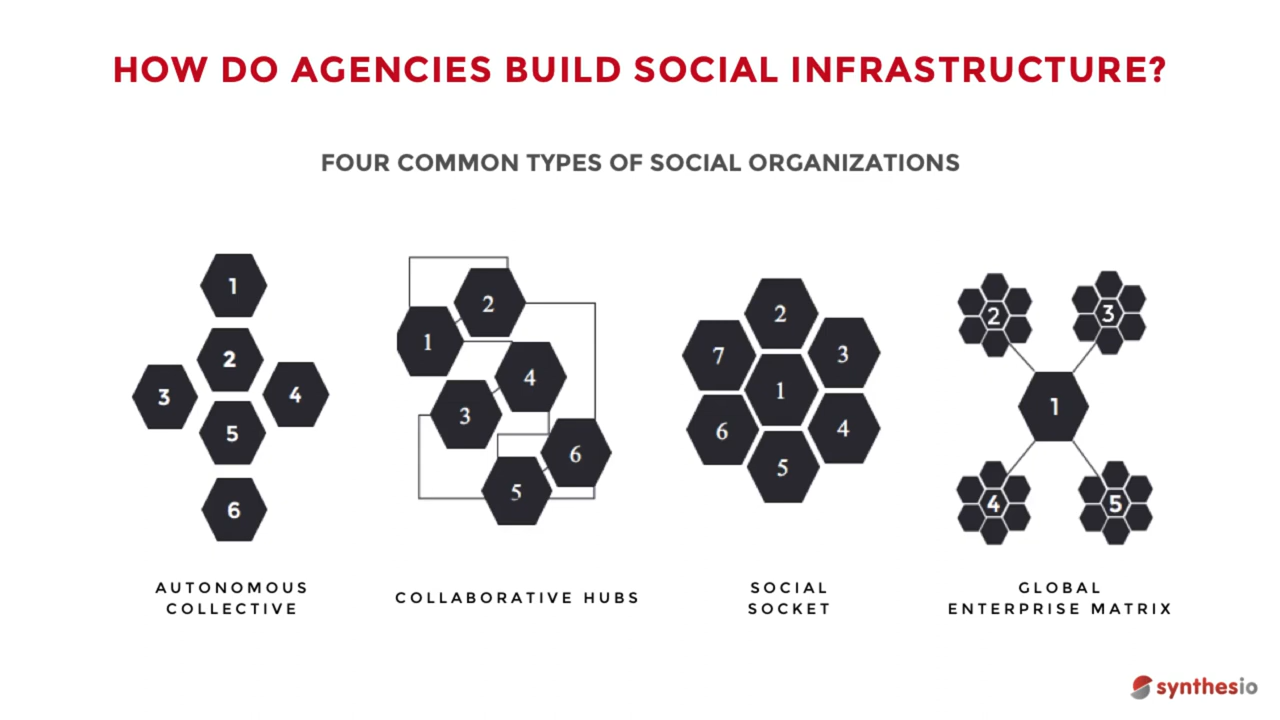 HOW DO AGENCIES BUILD SOCIAL INFRASTRUCTURE?
FOUR COMMON TYPES OF SOCIAL ORGANIZATIONS
1
2
3
4
5
6
AUTONOMOUS
COLLECTIVE
2
1
4
3
6
5
COLLABORATIVE HUBS
2
7
3
1
6
4
5
SOCIAL
SOCKET
2
3
1
4
5
GLOBAL
ENTERPRISE MATRIX
synthesio